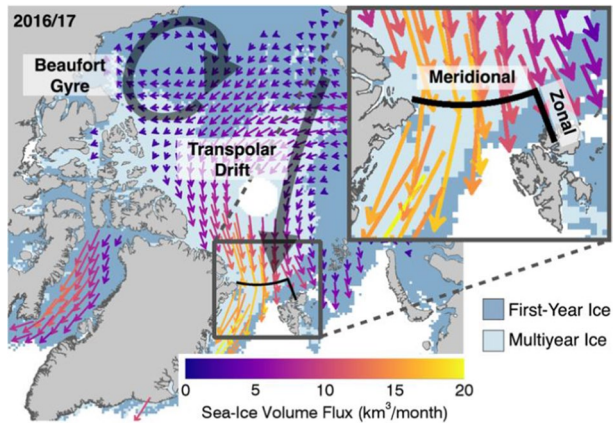 2016/17
Beaufort
Gyre
Transpolar
Drift
Meridional
Zonal
First-Year Ice
Multiyear Ice
0 5 10 15 20
Sea-Ice Volume Flux (km³/month)